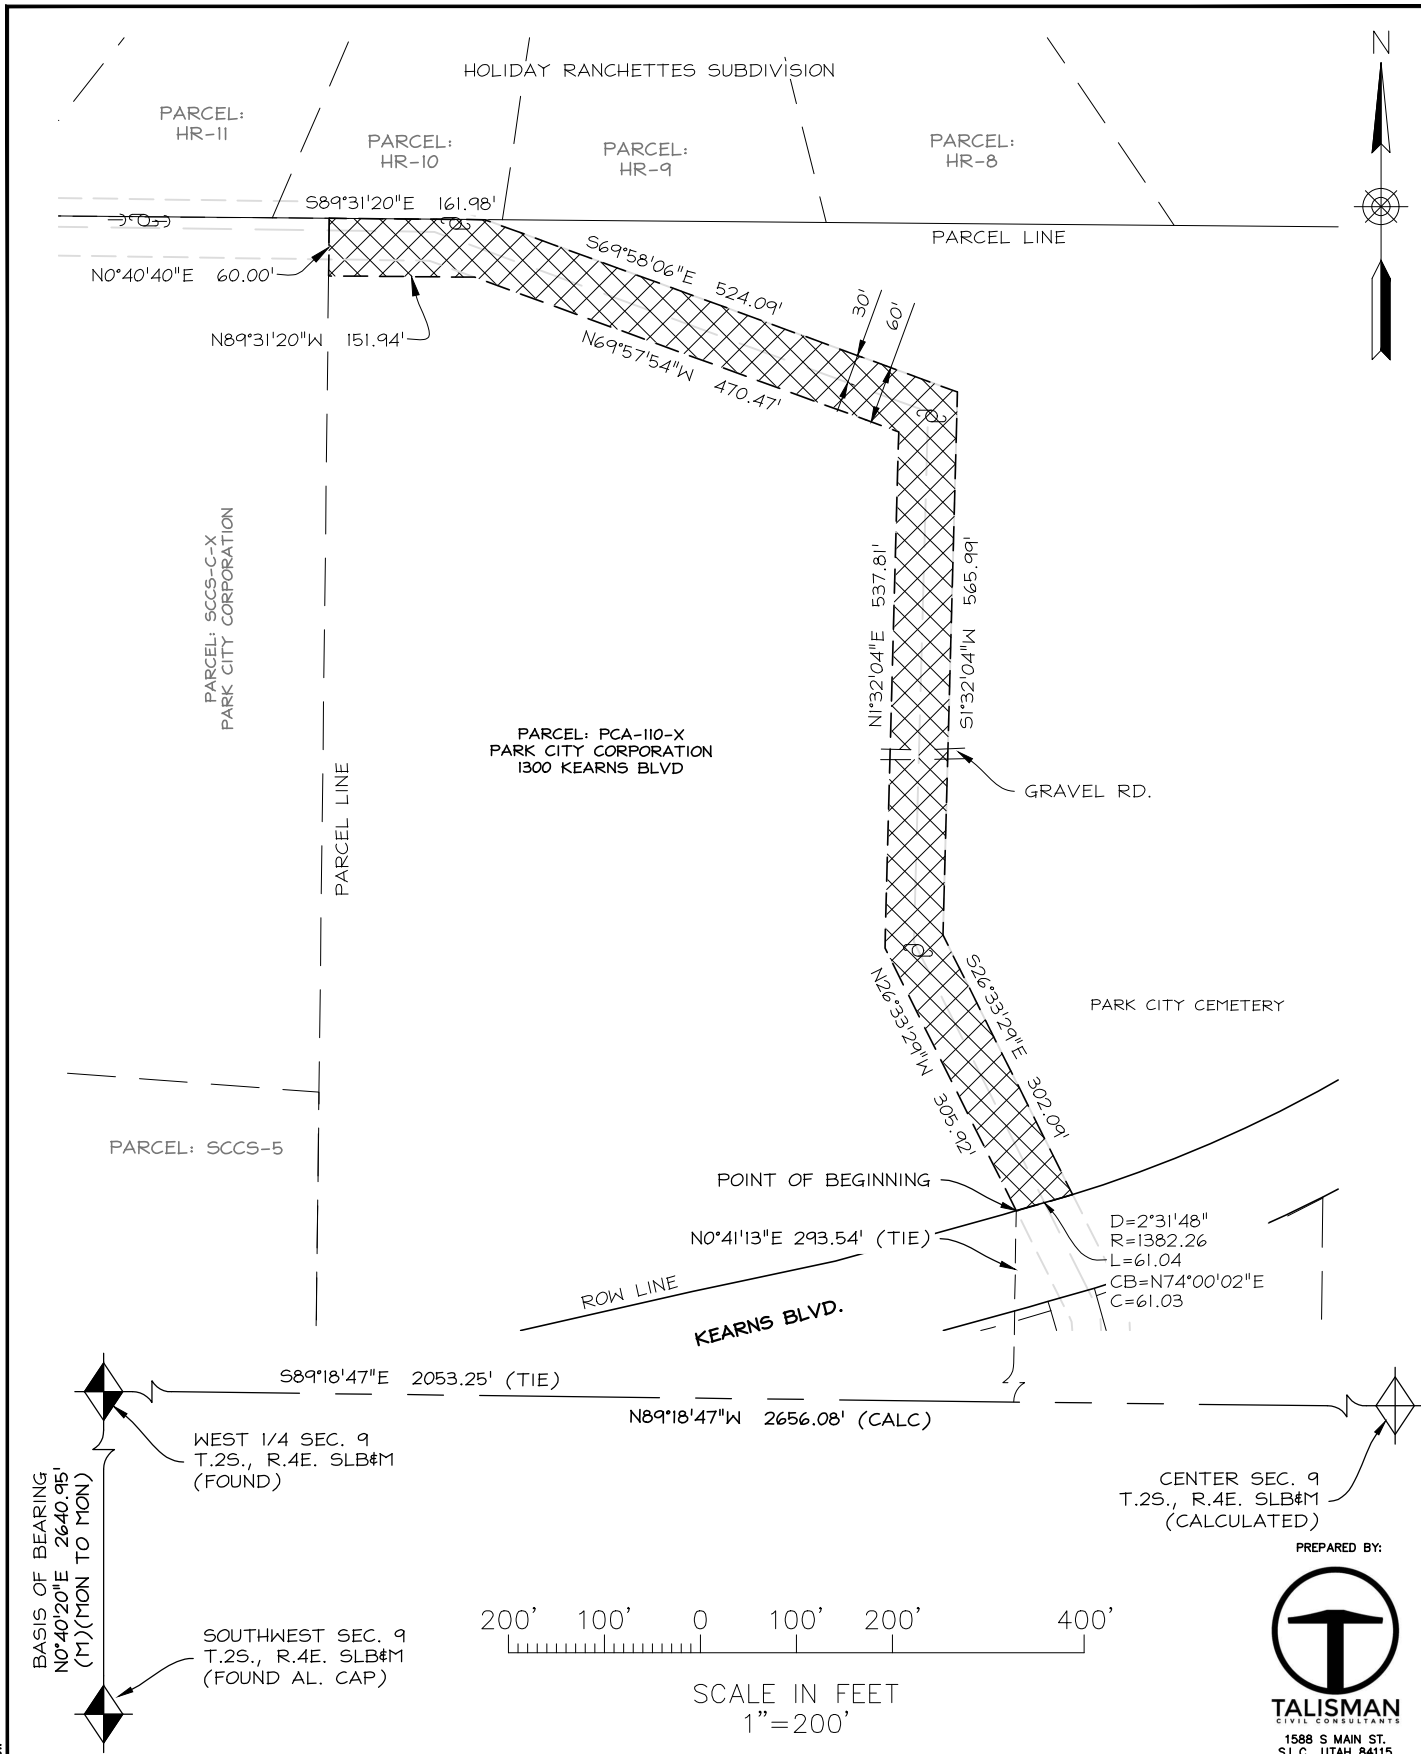 N
HOLIDAY RANCHETTES SUBDIVISION
PARCEL:
HR-11
PARCEL:
HR-10
PARCEL:
HR-9
PARCEL:
HR-8
S89°31'20"E 161.98'
PARCEL LINE
N0°40'40"E 60.00'
S69°58'06"E 524.09'
30'
60'
N89°31'20"W 151.94'
N69°57'54"W 470.47'
PARCEL: SCCS-C-X
PARK CITY CORPORATION
N1°32'04"E 537.81'
S1°32'04"W 565.99'
PARCEL: PCA-110-X
PARK CITY CORPORATION
1300 KEARNS BLVD
GRAVEL RD.
PARCEL LINE
S26°33'29"E 302.09'
N26°33'29"W 305.92'
PARK CITY CEMETERY
PARCEL: SCCS-5
POINT OF BEGINNING
N0°41'13"E 293.54' (TIE)
D=2°31'48"
R=1382.26
L=61.04
CB=N74°00'02"E
C=61.03
ROW LINE
KEARNS BLVD.
S89°18'47"E 2053.25' (TIE)
N89°18'47"W 2656.08' (CALC)
WEST 1/4 SEC. 9
T.2S., R.4E. SLB&M
(FOUND)
CENTER SEC. 9
T.2S., R.4E. SLB&M
(CALCULATED)
BASIS OF BEARING
N0°40'20"E 2640.95'
(M)(MON TO MON)
SOUTHWEST SEC. 9
T.2S., R.4E. SLB&M
(FOUND AL. CAP)
200' 100' 0 100' 200' 400'
SCALE IN FEET
1"=200'
PREPARED BY:
TALISMAN
CIVIL CONSULTANTS
1588 S MAIN ST.
S.L.C. UTAH 84115